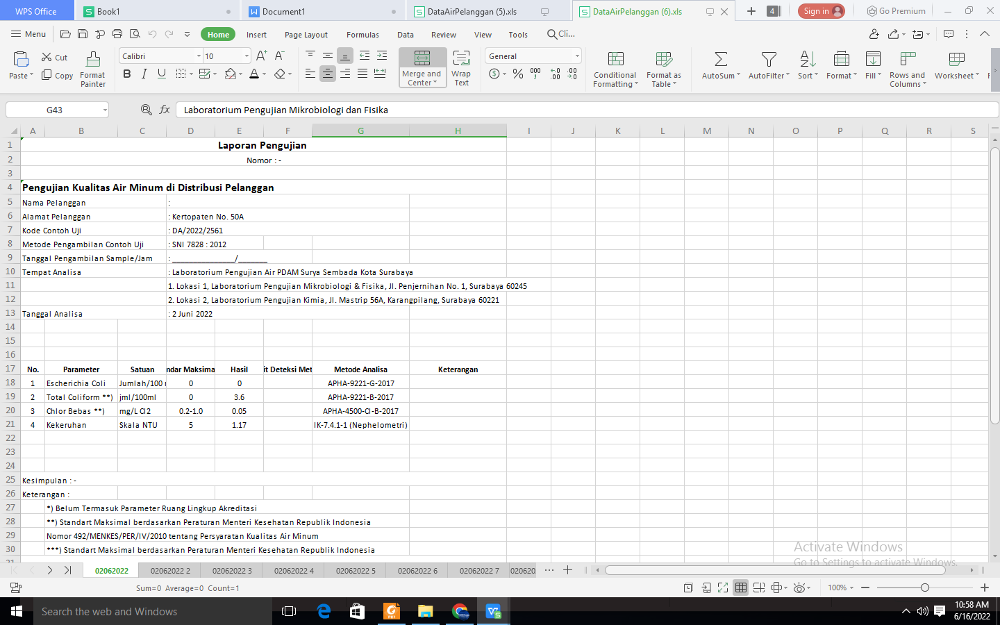 WPS Office
Book1
Document1
DataAirPelanggan (5).xls
DataAirPelanggan (6).xls
4
Sign in
Go Premium
Menu
Home
Insert
Page Layout
Formulas
Data
Review
View
Tools
Cli...
Paste
Cut
Copy
Format Painter
Calibri
10
Merge and Center
Wrap Text
General
Conditional Formatting
Format as Table
AutoSum
AutoFilter
Sort
Format
Fill
Rows and Columns
Worksheet
G43
Laboratorium Pengujian Mikrobiologi dan Fisika
A B C D E F G H I J K L M N O P Q R S
1 Laporan Pengujian
2 Nomor : -
3
4 Pengujian Kualitas Air Minum di Distribusi Pelanggan
5 Nama Pelanggan :
6 Alamat Pelanggan : Kertopaten No. 50A
7 Kode Contoh Uji : DA/2022/2561
8 Metode Pengambilan Contoh Uji : SNI 7828 : 2012
9 Tanggal Pengambilan Sample/Jam : ______________/______
10 Tempat Analisa : Laboratorium Pengujian Air PDAM Surya Sembada Kota Surabaya
11 1. Lokasi 1, Laboratorium Pengujian Mikrobiologi & Fisika, Jl. Penjernihan No. 1, Surabaya 60245
12 2. Lokasi 2, Laboratorium Pengujian Kimia, Jl. Mastrip 56A, Karangpilang, Surabaya 60221
13 Tanggal Analisa : 2 Juni 2022
14
15
16
17 No. Parameter Satuan ndar Maksima Hasil it Deteksi Met Metode Analisa Keterangan
18 1 Escherichia Coli Jumlah/100 0 0 APHA-9221-G-2017
19 2 Total Coliform **) jml/100ml 0 3.6 APHA-9221-B-2017
20 3 Chlor Bebas **) mg/L Cl2 0.2-1.0 0.05 APHA-4500-Cl-B-2017
21 4 Kekeruhan Skala NTU 5 1.17 IK-7.4.1-1 (Nephelometri)
22
23
24
25 Kesimpulan : -
26 Keterangan :
27 *) Belum Termasuk Parameter Ruang Lingkup Akreditasi
28 **) Standart Maksimal berdasarkan Peraturan Menteri Kesehatan Republik Indonesia
29 Nomor 492/MENKES/PER/IV/2010 tentang Persyaratan Kualitas Air Minum
30 ***) Standart Maksimal berdasarkan Peraturan Menteri Kesehatan Republik Indonesia
Activate Windows
Go to Settings to activate Windows.
02062022
02062022 2
02062022 3
02062022 4
02062022 5
02062022 6
02062022 7
020620
Sum=0 Average=0 Count=1
100%
Search the web and Windows
10:58 AM
6/16/2022